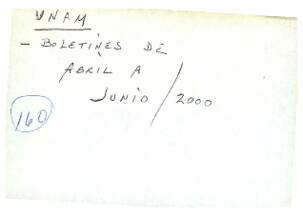 UNAM
- BOLETINES DE
ABRIL A
JUNIO / 2000
160